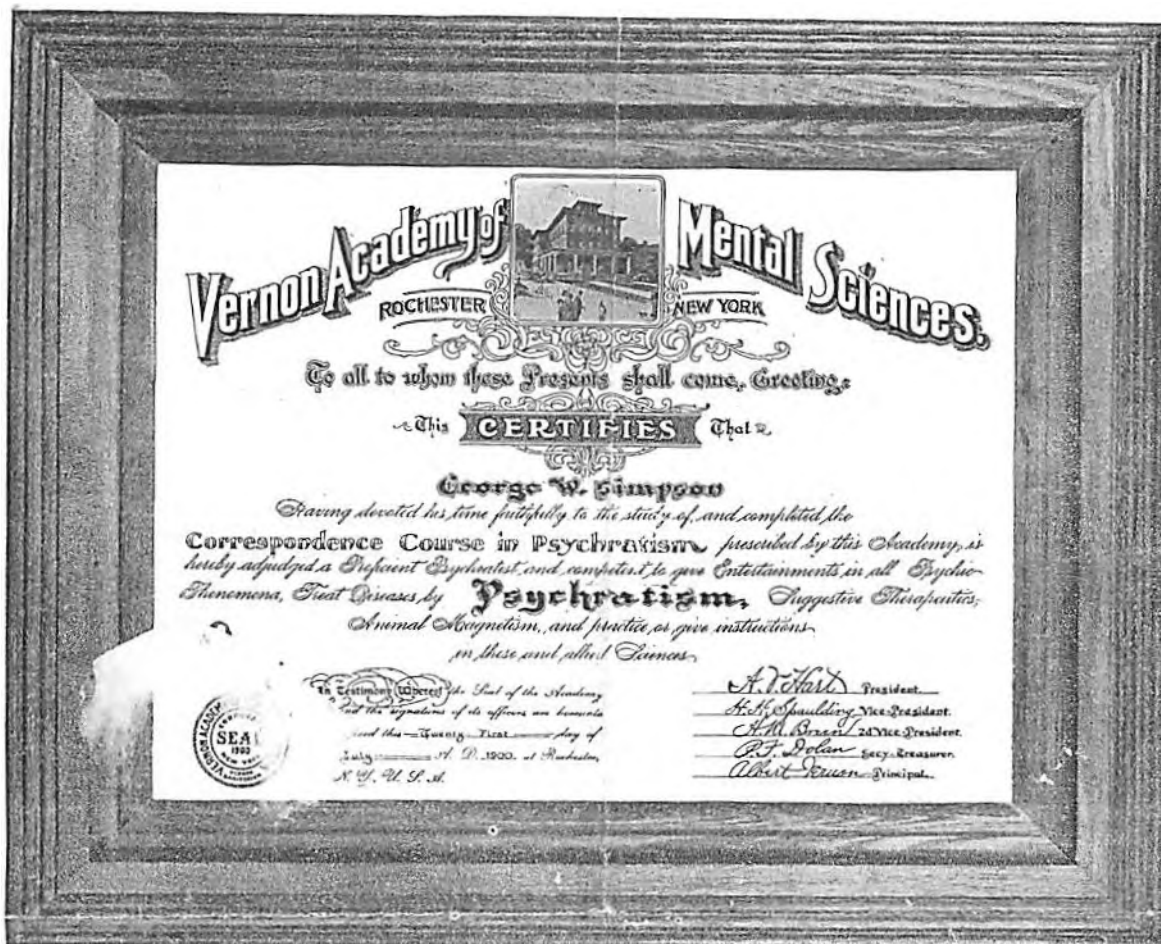 Vernon Academy of Mental Sciences.
ROCHESTER NEW YORK
To all to whom these Presents shall come, Greeting:
This CERTIFIES That
George W. Simpson
Having devoted his time faithfully to the study of, and completed the
Correspondence Course in Psychratism, prescribed by this Academy, is
hereby adjudged a Proficient Psychratist, and competent to give Entertainments in all Psychic
Phenomena, Treat Diseases by Psychratism, Suggestive Therapeutics,
Animal Magnetism, and practice, or give instructions
in these and allied Sciences
In Testimony Whereof the Seal of the Academy
and the signatures of its officers are hereunto
this Twenty First day of
July A. D. 1900, at Rochester,
N. Y., U. S. A.
A. V. Hart President.
H. H. Spaulding Vice-President.
A. M. 2d Vice-President.
P. F. Dolan Secy-Treasurer.
Albert Vernon Principal.
VERNON ACADEMY
SEAL
1900
NEW YORK